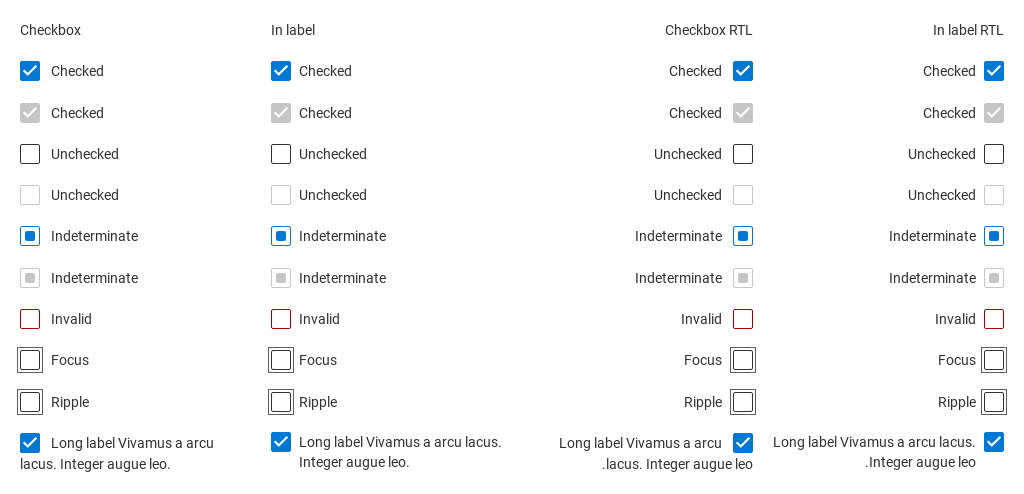 Checkbox In label Checkbox RTL In label RTL
Checked Checked Checked Checked
Checked Checked Checked Checked
Unchecked Unchecked Unchecked Unchecked
Unchecked Unchecked Unchecked Unchecked
Indeterminate Indeterminate Indeterminate Indeterminate
Indeterminate Indeterminate Indeterminate Indeterminate
Invalid Invalid Invalid Invalid
Focus Focus Focus Focus
Ripple Ripple Ripple Ripple
Long label Vivamus a arcu Long label Vivamus a arcu lacus. Long label Vivamus a arcu Long label Vivamus a arcu lacus.
lacus. Integer augue leo. Integer augue leo. .lacus. Integer augue leo .Integer augue leo